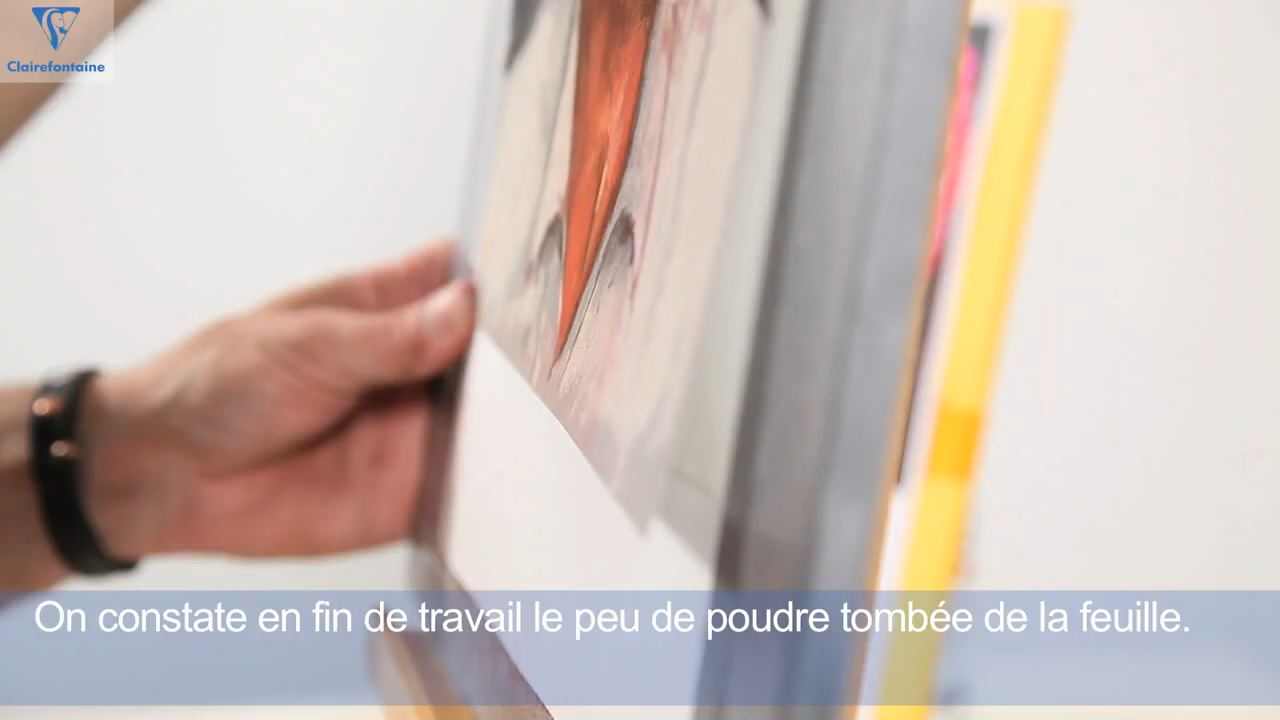 Clairefontaine
On constate en fin de travail le peu de poudre tombée de la feuille.